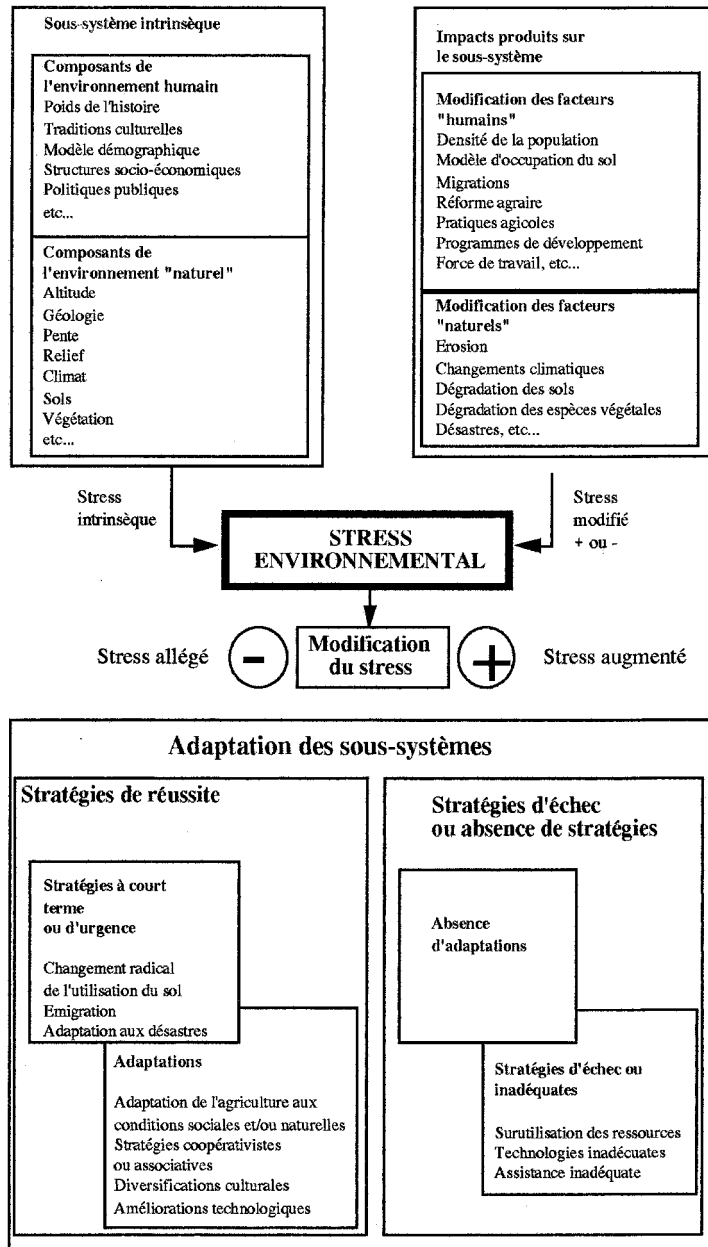 Sous-système intrinsèque
Composants de
l'environnement humain
Poids de l'histoire
Traditions culturelles
Modèle démographique
Structures socio-économiques
Politiques publiques
etc...
Composants de
l'environnement "naturel"
Altitude
Géologie
Pente
Relief
Climat
Sols
Végétation
etc...
Impacts produits sur
le sous-système
Modification des facteurs
"humains"
Densité de la population
Modèle d'occupation du sol
Migrations
Réforme agraire
Pratiques agicoles
Programmes de développement
Force de travail, etc...
Modification des facteurs
"naturels"
Erosion
Changements climatiques
Dégradation des sols
Dégradation des espèces végétales
Désastres, etc...
Stress
intrinsèque
STRESS
ENVIRONNEMENTAL
Stress
modifié
+ ou -
Stress allégé
-
Modification
du stress
+
Stress augmenté
Adaptation des sous-systèmes
Stratégies de réussite
Stratégies à court
terme
ou d'urgence
Changement radical
de l'utilisation du sol
Emigration
Adaptation aux désastres
Adaptations
Adaptation de l'agriculture aux
conditions sociales et/ou naturelles
Stratégies coopérativistes
ou associatives
Diversifications culturales
Améliorations technologiques
Stratégies d'échec
ou absence de stratégies
Absence
d'adaptations
Stratégies d'échec ou
inadéquates
Surutilisation des ressources
Technologies inadécuates
Assistance inadéquate